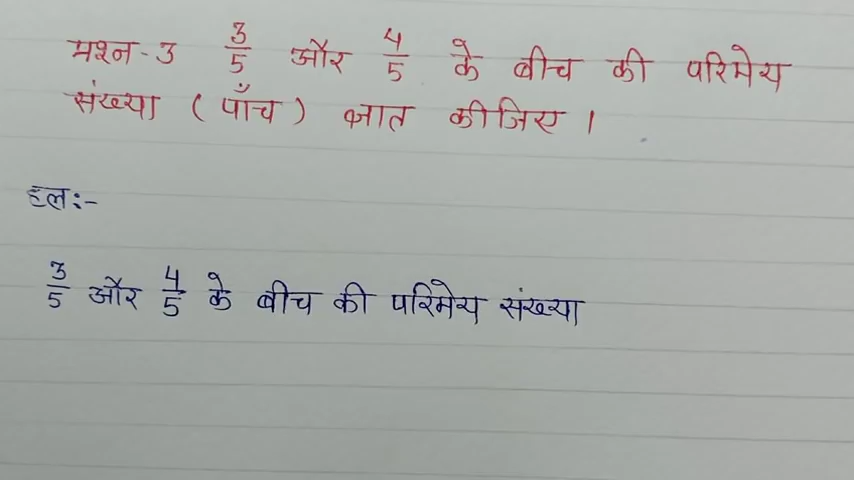 प्रश्न-3 3/5 और 4/5 के बीच की परिमेय
संख्या (पाँच) ज्ञात कीजिए ।
हल:-
3/5 और 4/5 के बीच की परिमेय संख्या